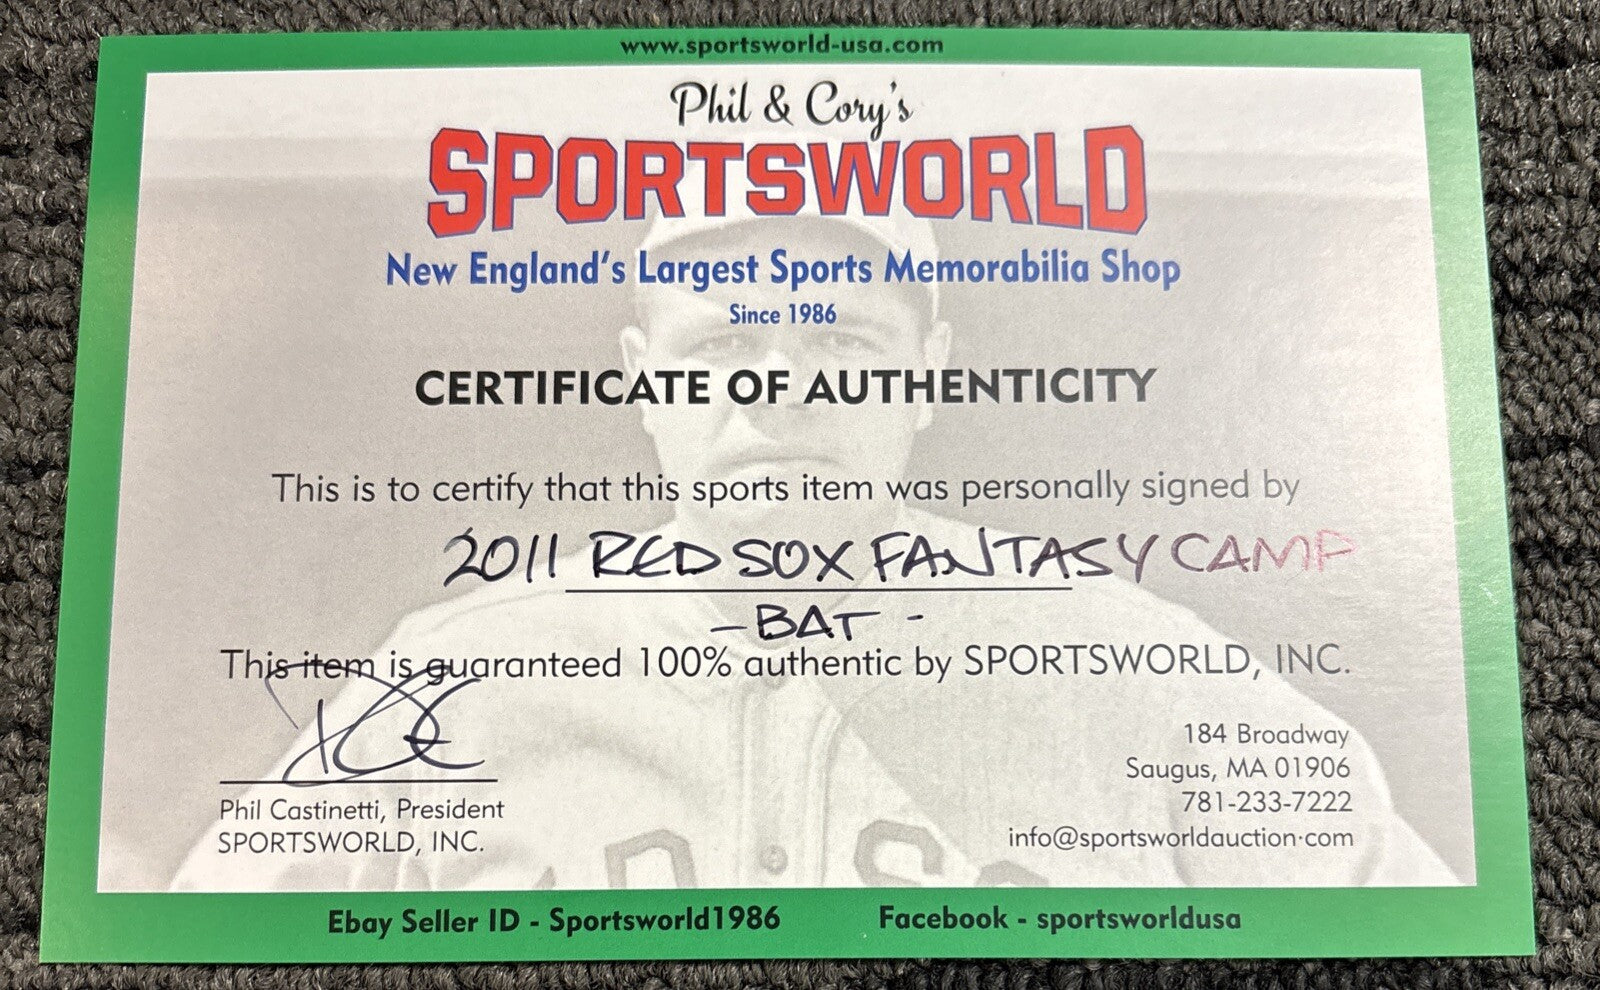 www.sportsworld-usa.com
Phil & Cory's
SPORTSWORLD
New England's Largest Sports Memorabilia Shop
Since 1986
CERTIFICATE OF AUTHENTICITY
This is to certify that this sports item was personally signed by
2011 RED SOX FANTASY CAMP
- BAT -
This item is guaranteed 100% authentic by SPORTSWORLD, INC.
Phil Castinetti, President
SPORTSWORLD, INC.
184 Broadway
Saugus, MA 01906
781-233-7222
info@sportsworldauction.com
Ebay Seller ID - Sportsworld1986
Facebook - sportsworldusa